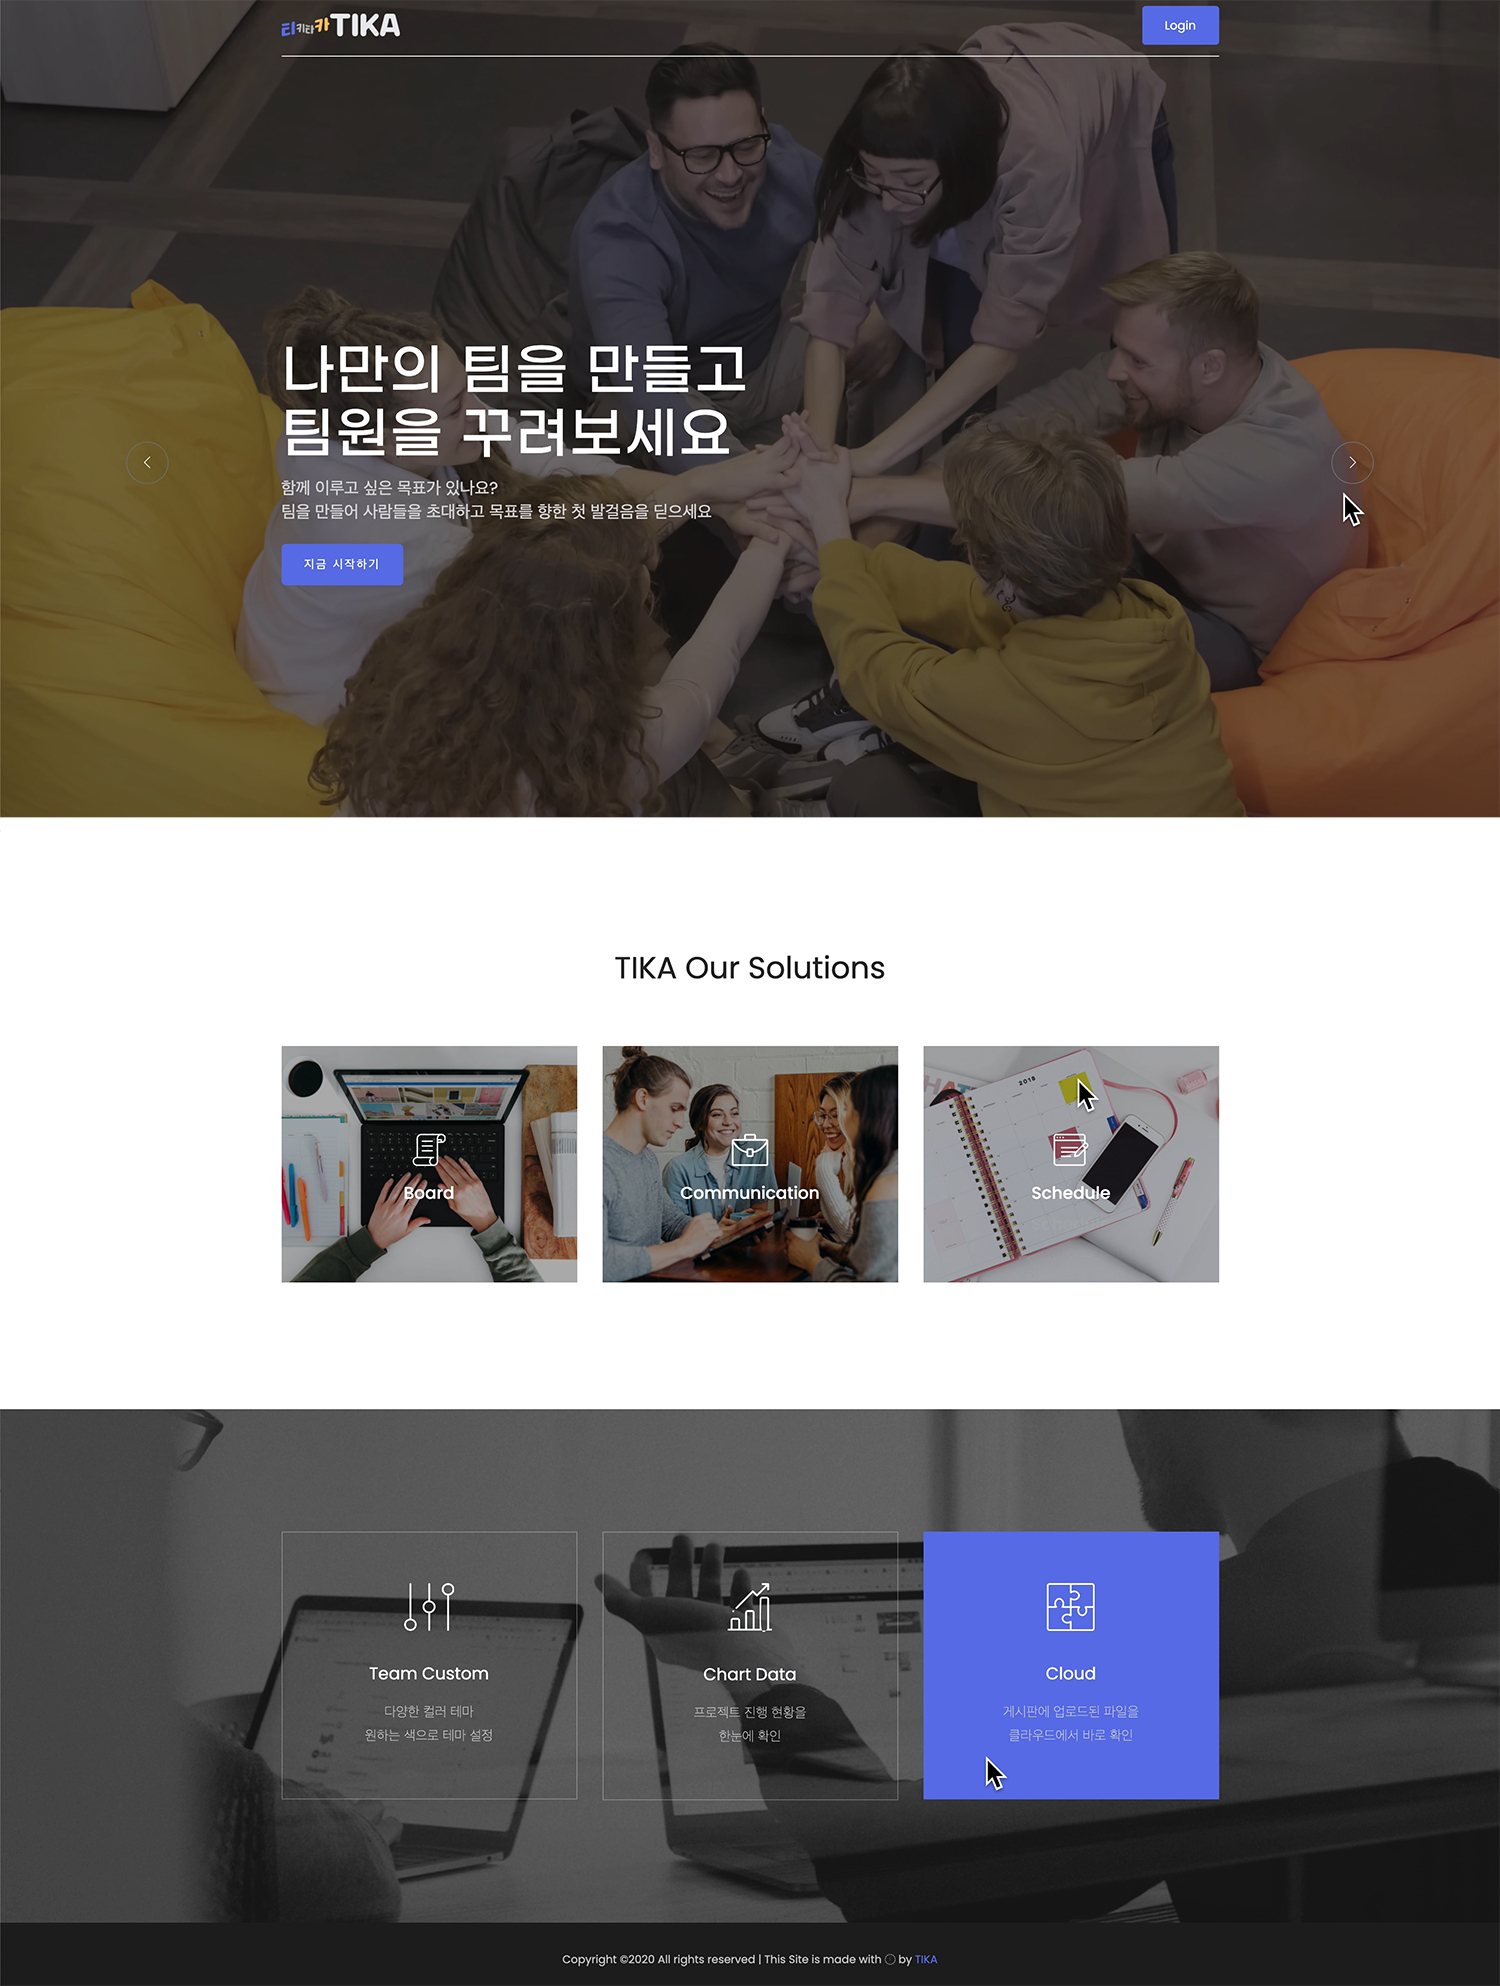 티키타카TIKA
Login
나만의 팀을 만들고
팀원을 꾸려보세요
함께 이루고 싶은 목표가 있나요?
팀을 만들어 사람들을 초대하고 목표를 향한 첫 발걸음을 딛으세요
지금 시작하기
TIKA Our Solutions
Board
Communication
2018
Schedule
Team Custom
다양한 컬러 테마
원하는 색으로 테마 설정
Chart Data
프로젝트 진행 현황을
한눈에 확인
Cloud
게시판에 업로드된 파일을
클라우드에서 바로 확인
Copyright ©2020 All rights reserved | This Site is made with by TIKA